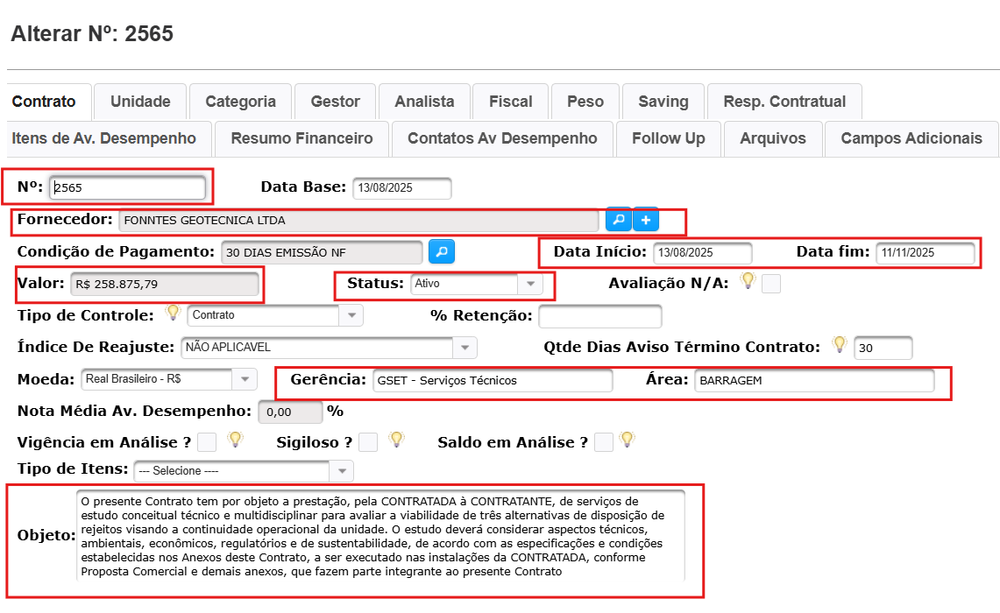 Alterar Nº: 2565
Contrato Unidade Categoria Gestor Analista Fiscal Peso Saving Resp. Contratual
Itens de Av. Desempenho Resumo Financeiro Contatos Av Desempenho Follow Up Arquivos Campos Adicionais
Nº: 2565 Data Base: 13/08/2025
Fornecedor: FONNTES GEOTECNICA LTDA
Condição de Pagamento: 30 DIAS EMISSÃO NF Data Início: 13/08/2025 Data fim: 11/11/2025
Valor: R$ 258.875,79 Status: Ativo Avaliação N/A:
Tipo de Controle: Contrato % Retenção:
Índice De Reajuste: NÃO APLICAVEL Qtde Dias Aviso Término Contrato: 30
Moeda: Real Brasileiro - R$ Gerência: GSET - Serviços Técnicos Área: BARRAGEM
Nota Média Av. Desempenho: 0,00 %
Vigência em Análise ? Sigiloso ? Saldo em Análise ?
Tipo de Itens: --- Selecione ----
Objeto: O presente Contrato tem por objeto a prestação, pela CONTRATADA à CONTRATANTE, de serviços de
estudo conceitual técnico e multidisciplinar para avaliar a viabilidade de três alternativas de disposição de
rejeitos visando a continuidade operacional da unidade. O estudo deverá considerar aspectos técnicos,
ambientais, econômicos, regulatórios e de sustentabilidade, de acordo com as especificações e condições
estabelecidas nos Anexos deste Contrato, a ser executado nas instalações da CONTRATADA, conforme
Proposta Comercial e demais anexos, que fazem parte integrante ao presente Contrato